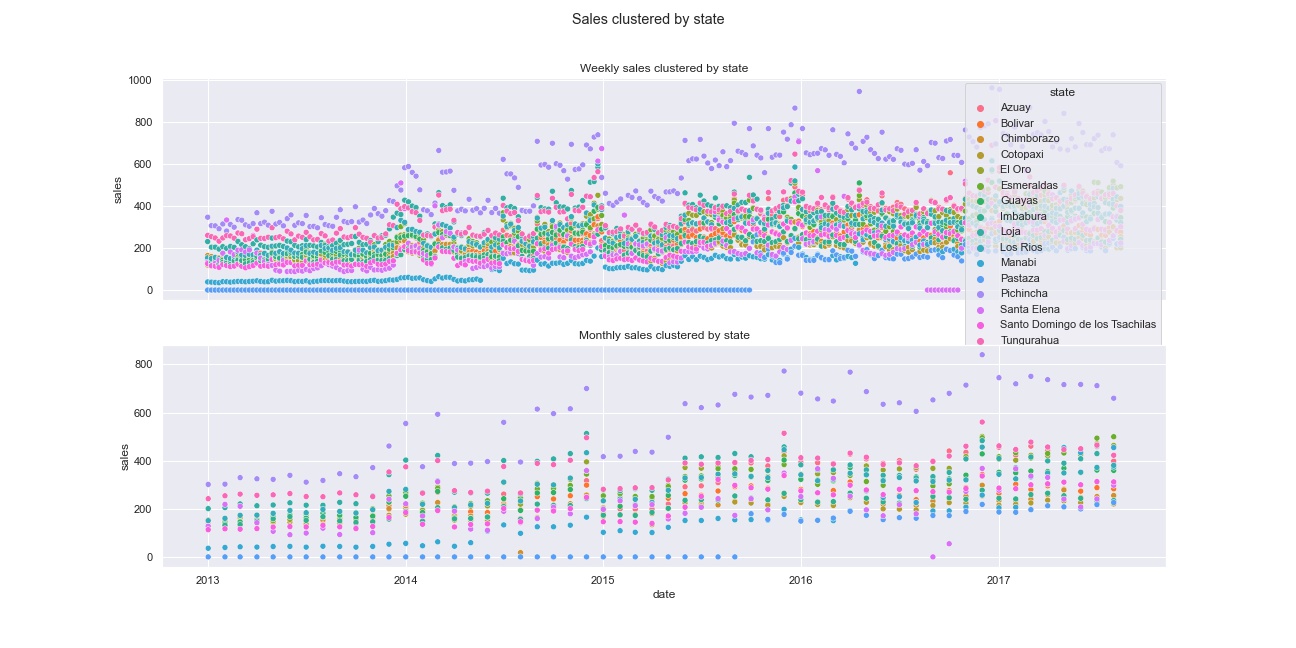 Sales clustered by state
Weekly sales clustered by state
1000
800
600
400
200
0
sales
state
Azuay
Bolivar
Chimborazo
Cotopaxi
El Oro
Esmeraldas
Guayas
Imbabura
Loja
Los Rios
Manabi
Pastaza
Pichincha
Santa Elena
Santo Domingo de los Tsachilas
Tungurahua
Monthly sales clustered by state
800
600
400
200
0
sales
2013 2014 2015 2016 2017
date